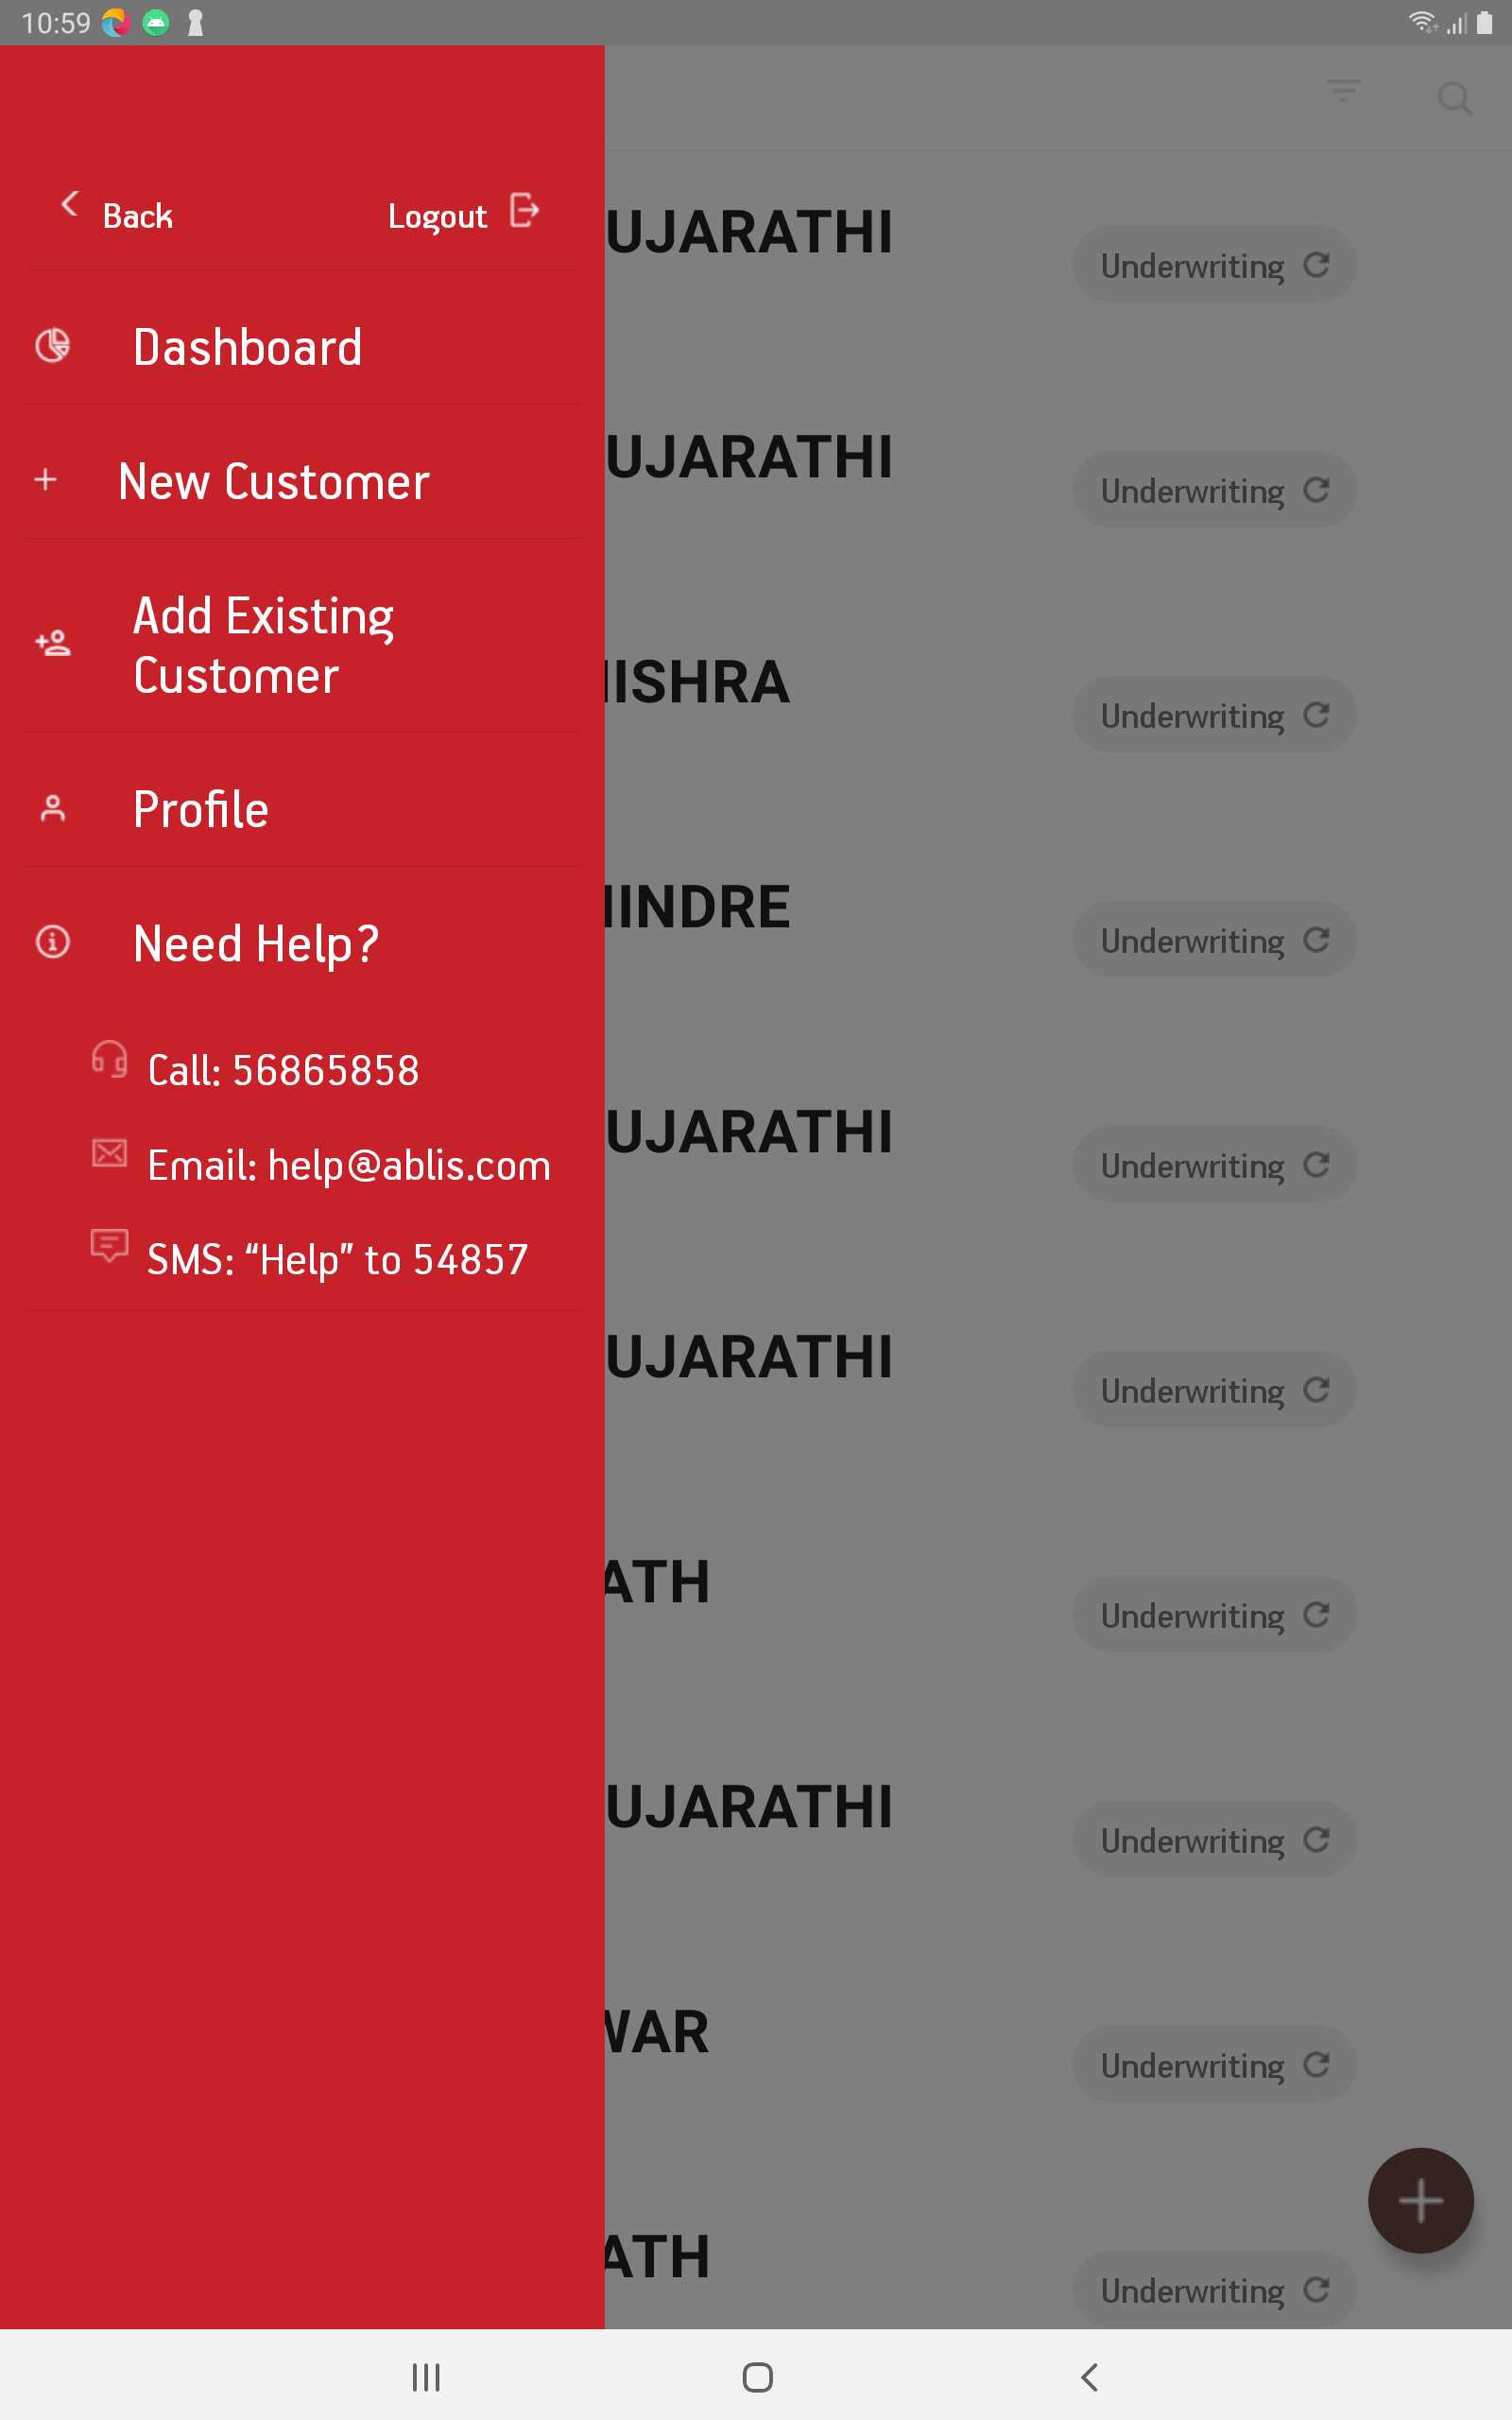 10:59
Back
Logout
Dashboard
New Customer
Add Existing
Customer
Profile
Need Help?
Call: 56865858
Email: help@ablis.com
SMS: “Help” to 54857
UJARATHI
Underwriting
UJARATHI
Underwriting
ISHRA
Underwriting
INDRE
Underwriting
UJARATHI
Underwriting
UJARATHI
Underwriting
ATH
Underwriting
UJARATHI
Underwriting
WAR
Underwriting
ATH
Underwriting